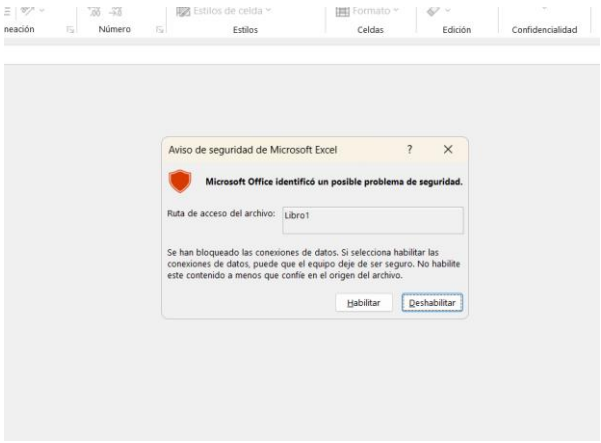 Estilos de celda
Formato
neación
Número
Estilos
Celdas
Edición
Confidencialidad
Aviso de seguridad de Microsoft Excel
?
Microsoft Office identificó un posible problema de seguridad.
Ruta de acceso del archivo:
Libro1
Se han bloqueado las conexiones de datos. Si selecciona habilitar las
conexiones de datos, puede que el equipo deje de ser seguro. No habilite
este contenido a menos que confíe en el origen del archivo.
Habilitar
Deshabilitar